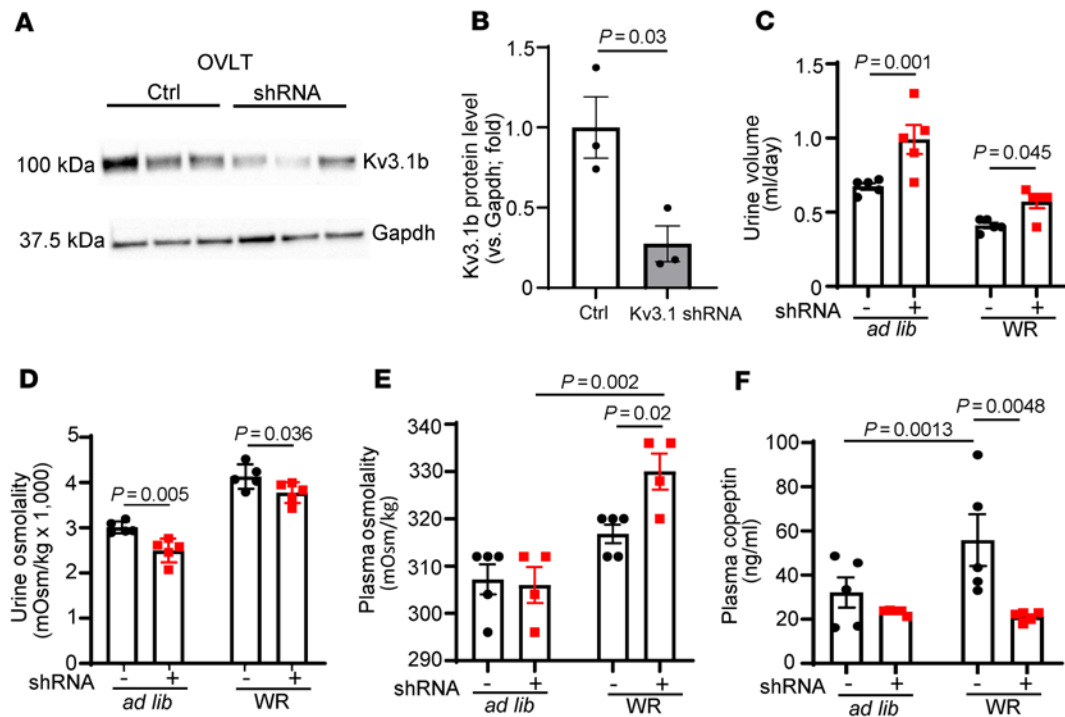 A
OVLT
Ctrl shRNA
100 kDa Kv3.1b
37.5 kDa Gapdh
B
P = 0.03
Kv3.1b protein level
(vs. Gapdh; fold)
1.5
1.0
0.5
0
Ctrl Kv3.1 shRNA
C
P = 0.001
P = 0.045
Urine volume
(ml/day)
1.5
1.0
0.5
0
shRNA - + - +
ad lib WR
D
P = 0.005
P = 0.036
Urine osmolality
(mOsm/kg x 1,000)
5
4
3
2
1
0
shRNA - + - +
ad lib WR
E
P = 0.002
P = 0.02
Plasma osmolality
(mOsm/kg)
340
330
320
310
300
290
shRNA - + - +
ad lib WR
F
P = 0.0048
P = 0.0013
Plasma copeptin
(ng/ml)
100
80
60
40
20
0
shRNA - + - +
ad lib WR